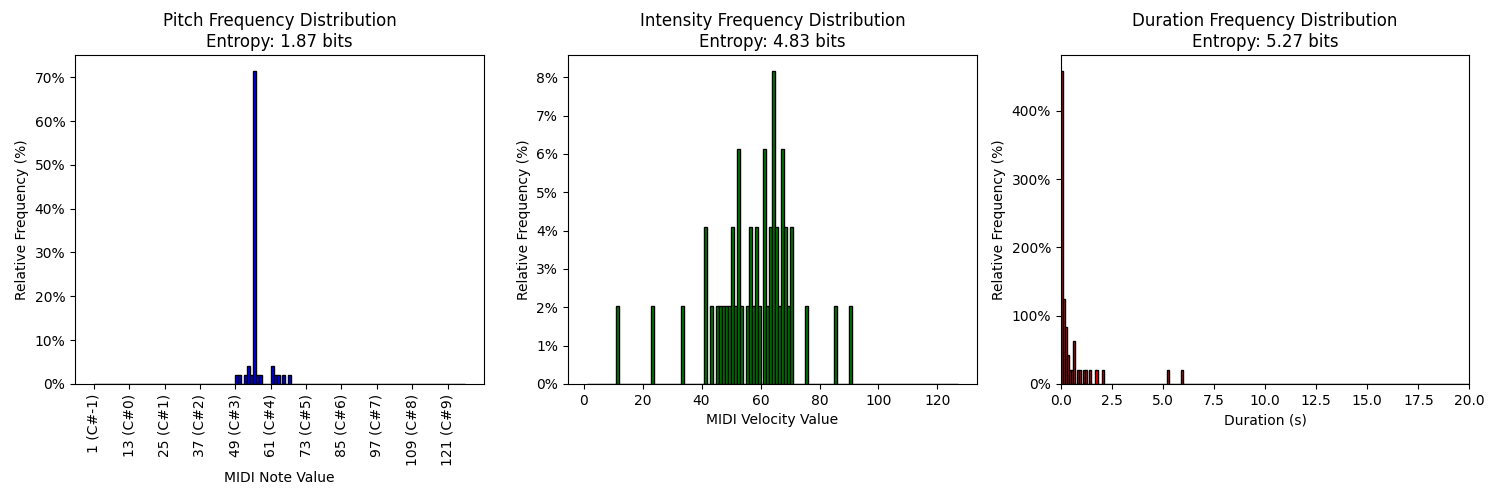 Pitch Frequency Distribution
Entropy: 1.87 bits
Relative Frequency (%)
70%
60%
50%
40%
30%
20%
10%
0%
1 (C#-1)
13 (C#0)
25 (C#1)
37 (C#2)
49 (C#3)
61 (C#4)
73 (C#5)
85 (C#6)
97 (C#7)
109 (C#8)
121 (C#9)
MIDI Note Value
Intensity Frequency Distribution
Entropy: 4.83 bits
Relative Frequency (%)
8%
7%
6%
5%
4%
3%
2%
1%
0%
0
20
40
60
80
100
120
MIDI Velocity Value
Duration Frequency Distribution
Entropy: 5.27 bits
Relative Frequency (%)
400%
300%
200%
100%
0%
0.0
2.5
5.0
7.5
10.0
12.5
15.0
17.5
20.0
Duration (s)